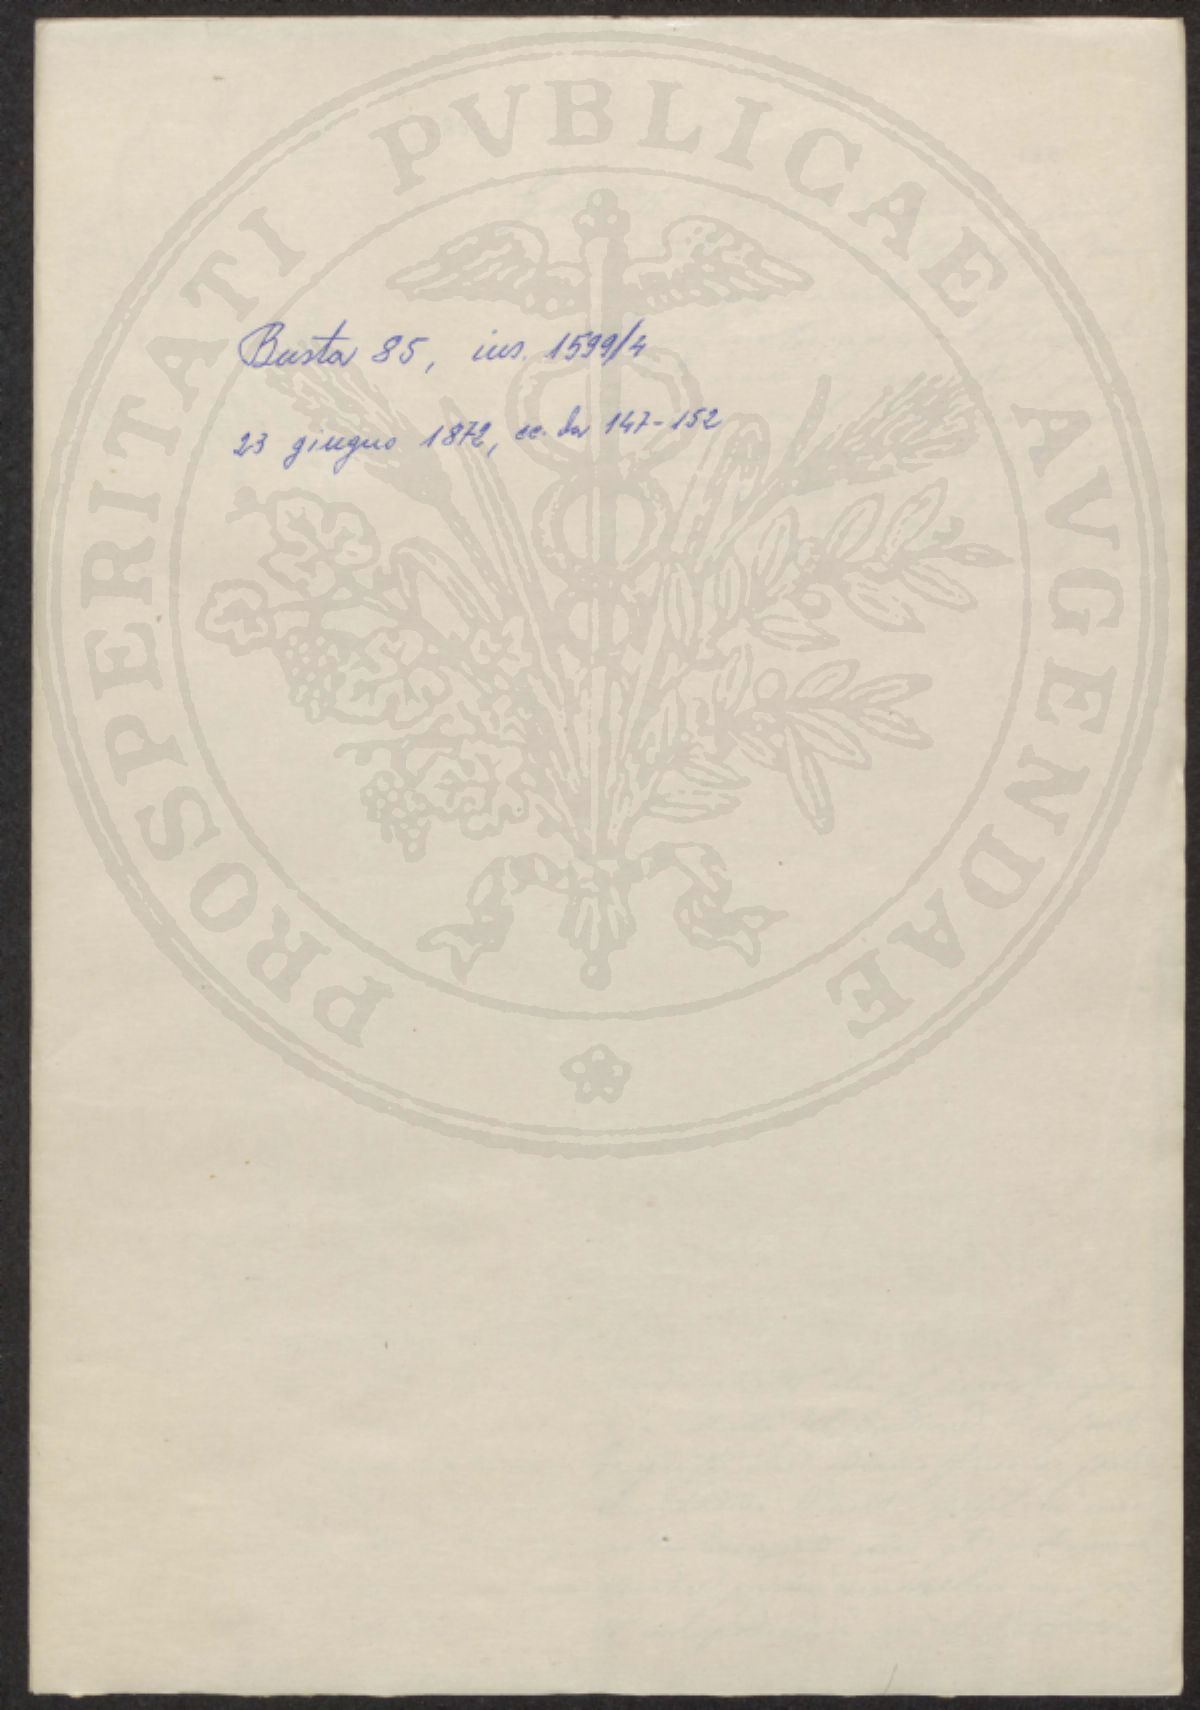 PROSPERITATI PVBLICAE AVGENDAE
Busta 85, ins. 1599/4
23 giugno 1872, cc. da 147-152